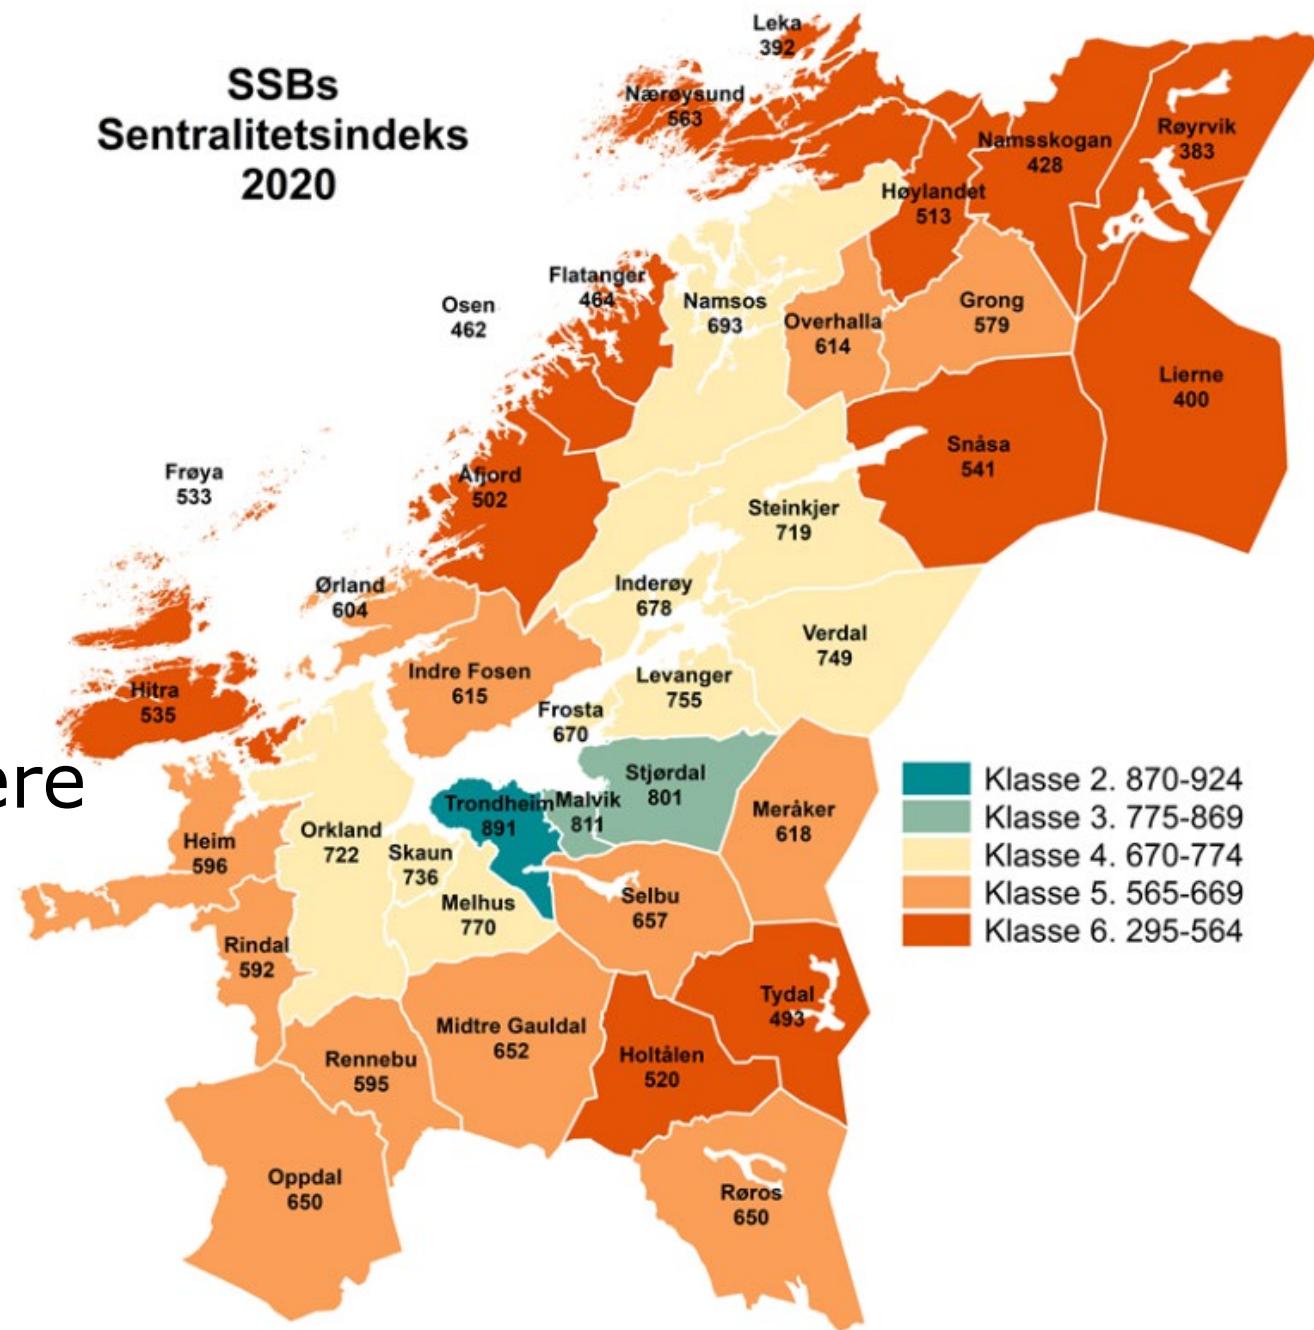 SSBs
Sentralitetsindeks
2020
Leka
392
Nærøysund
563
Namsskogan
428
Røyrvik
383
Høylandet
513
Flatanger
464
Osen
462
Namsos
693
Overhalla
614
Grong
579
Lierne
400
Snåsa
541
Frøya
533
Åfjord
502
Steinkjer
719
Ørland
604
Inderøy
678
Verdal
749
Indre Fosen
615
Levanger
755
Hitra
535
Frosta
670
ere
Stjørdal
801
Trondheim
891
Malvik
811
Meråker
618
Heim
596
Orkland
722
Skaun
736
Melhus
770
Selbu
657
Rindal
592
Tydal
493
Midtre Gauldal
652
Holtålen
520
Rennebu
595
Oppdal
650
Røros
650
Klasse 2. 870-924
Klasse 3. 775-869
Klasse 4. 670-774
Klasse 5. 565-669
Klasse 6. 295-564